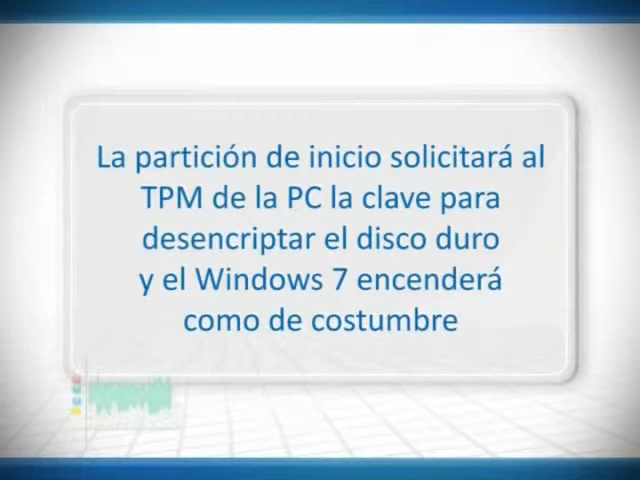 La partición de inicio solicitará al
TPM de la PC la clave para
desencriptar el disco duro
y el Windows 7 encenderá
como de costumbre